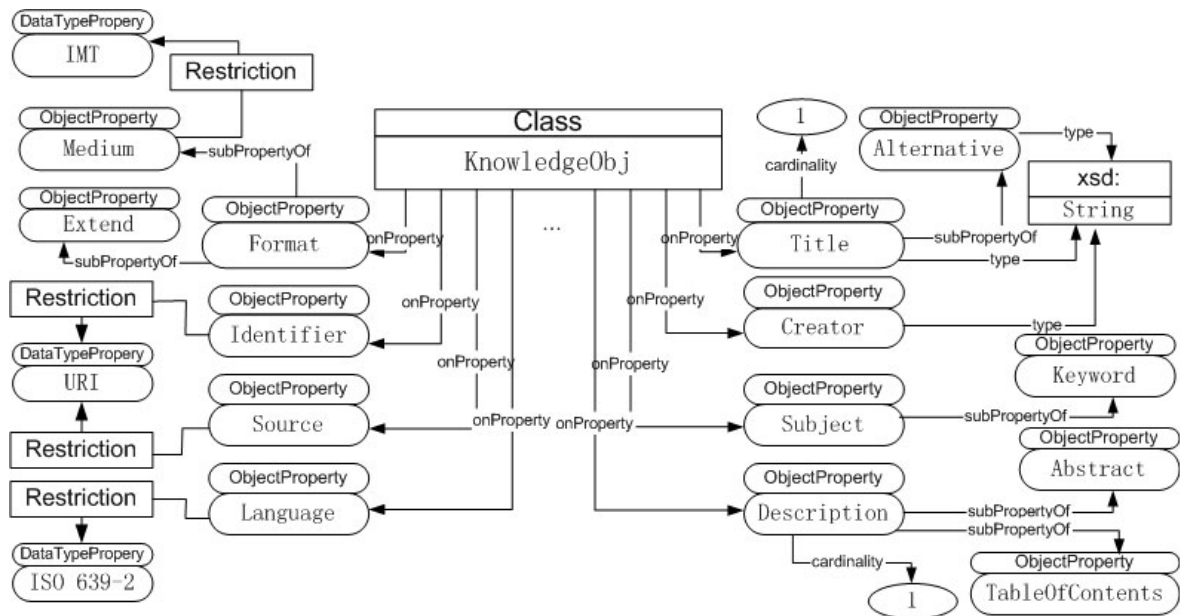 DataTypePropery
IMT
Restriction
ObjectProperty
Medium
subPropertyOf
ObjectProperty
Extend
subPropertyOf
ObjectProperty
Format
onProperty
Class
KnowledgeObj
...
1
cardinality
ObjectProperty
Title
onProperty
subPropertyOf
type
ObjectProperty
Alternative
type
xsd:
String
Restriction
ObjectProperty
Identifier
onProperty
DataTypePropery
URI
onProperty
ObjectProperty
Source
onProperty
Restriction
Restriction
ObjectProperty
Language
DataTypePropery
ISO 639-2
onProperty
ObjectProperty
Creator
type
onProperty
ObjectProperty
Subject
subPropertyOf
ObjectProperty
Keyword
onProperty
ObjectProperty
Description
subPropertyOf
subPropertyOf
ObjectProperty
Abstract
cardinality
1
ObjectProperty
TableOfContents